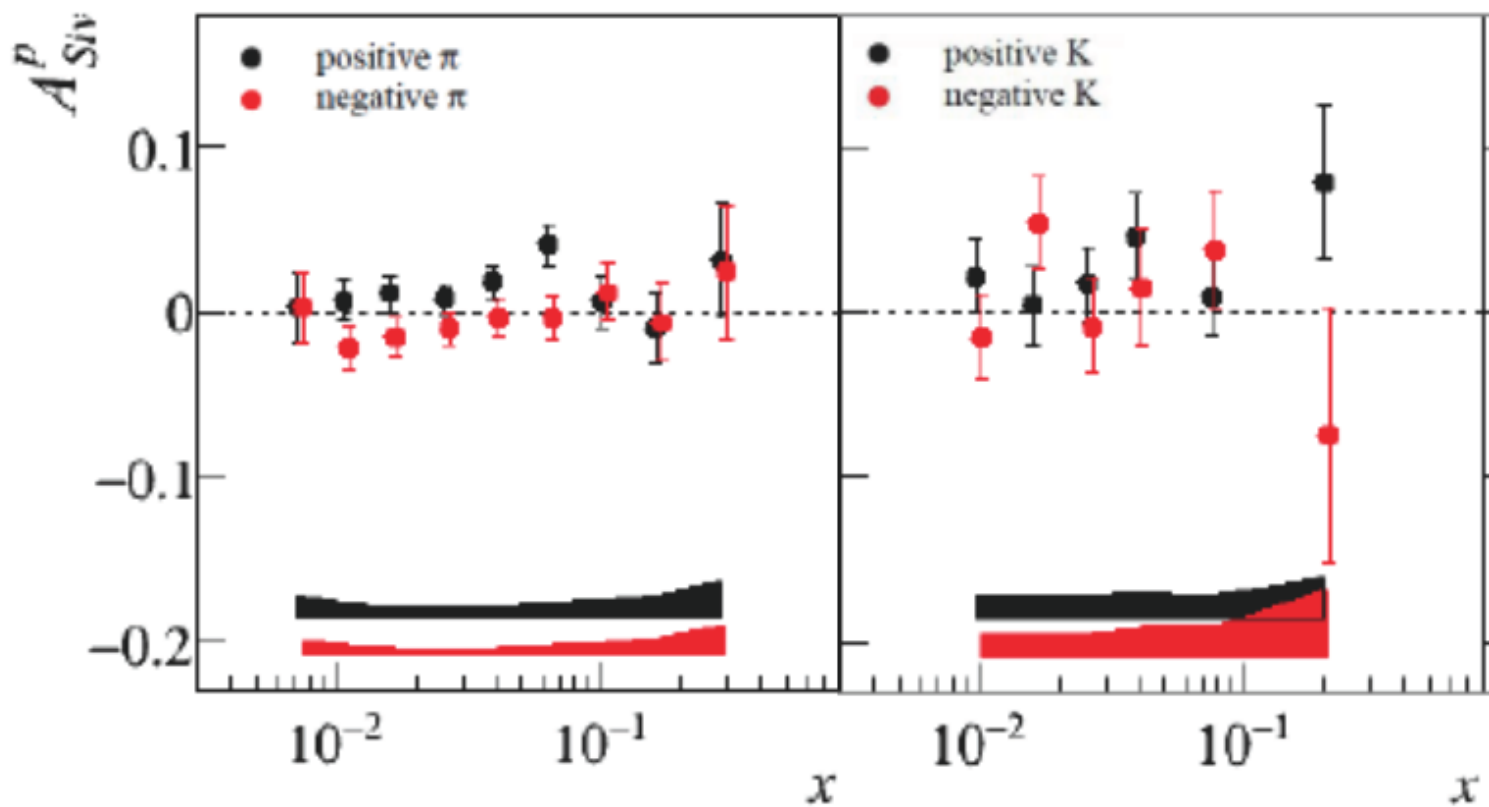 A^p_Siv
positive π
negative π
positive K
negative K
0.1
0
−0.1
−0.2
10⁻²
10⁻¹
x
10⁻²
10⁻¹
x